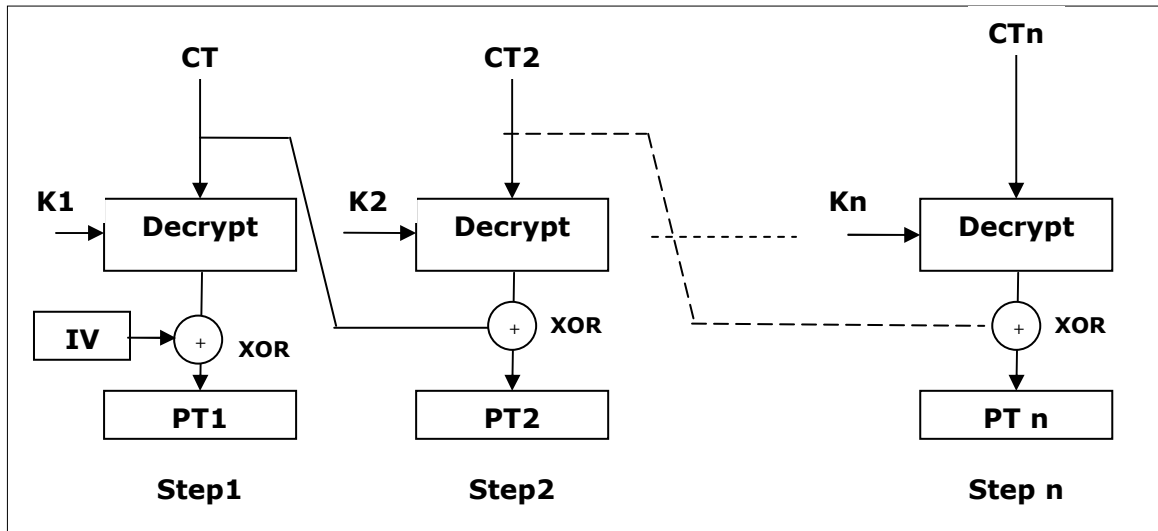 CT CT2 CTn
K1 K2 Kn
Decrypt Decrypt Decrypt
IV + XOR + XOR + XOR
PT1 PT2 PT n
Step1 Step2 Step n